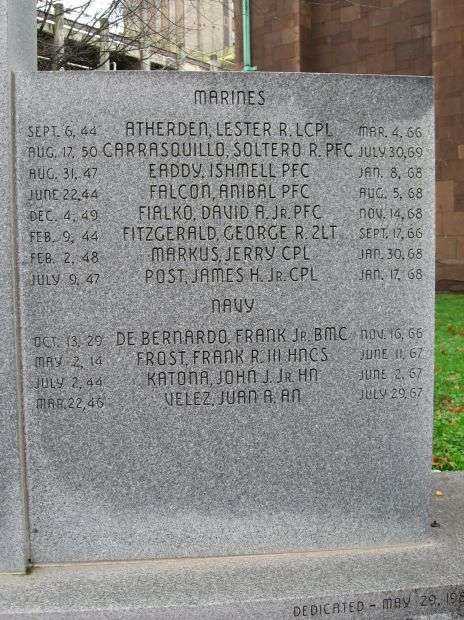 MARINES
SEPT. 6, 44 ATHERDEN, LESTER R. LCPL MAR. 4, 66
AUG. 17, 50 CARRASQUILLO, SOLTERO R. PFC JULY 30, 69
AUG. 31, 47 EADDY, ISHMELL PFC JAN. 8, 68
JUNE 22, 44 FALCON, ANIBAL PFC AUG. 5, 68
DEC. 4, 49 FIALKO, DAVID A. JR. PFC NOV. 14, 68
FEB. 9, 44 FITZGERALD, GEORGE R. 2LT SEPT. 17, 66
FEB. 2, 48 MARKUS, JERRY CPL JAN. 30, 68
JULY 9, 47 POST, JAMES H. JR. CPL JAN. 17, 68
NAVY
OCT. 13, 29 DE BERNARDO, FRANK JR. BMC NOV. 16, 66
MAY 2, 14 FROST, FRANK R. III HNCS JUNE 11, 67
JULY 2, 44 KATONA, JOHN J. JR. HN JUNE 2, 67
MAR. 22, 46 VELEZ, JUAN A. AN JULY 29, 67
DEDICATED - MAY 29, 198